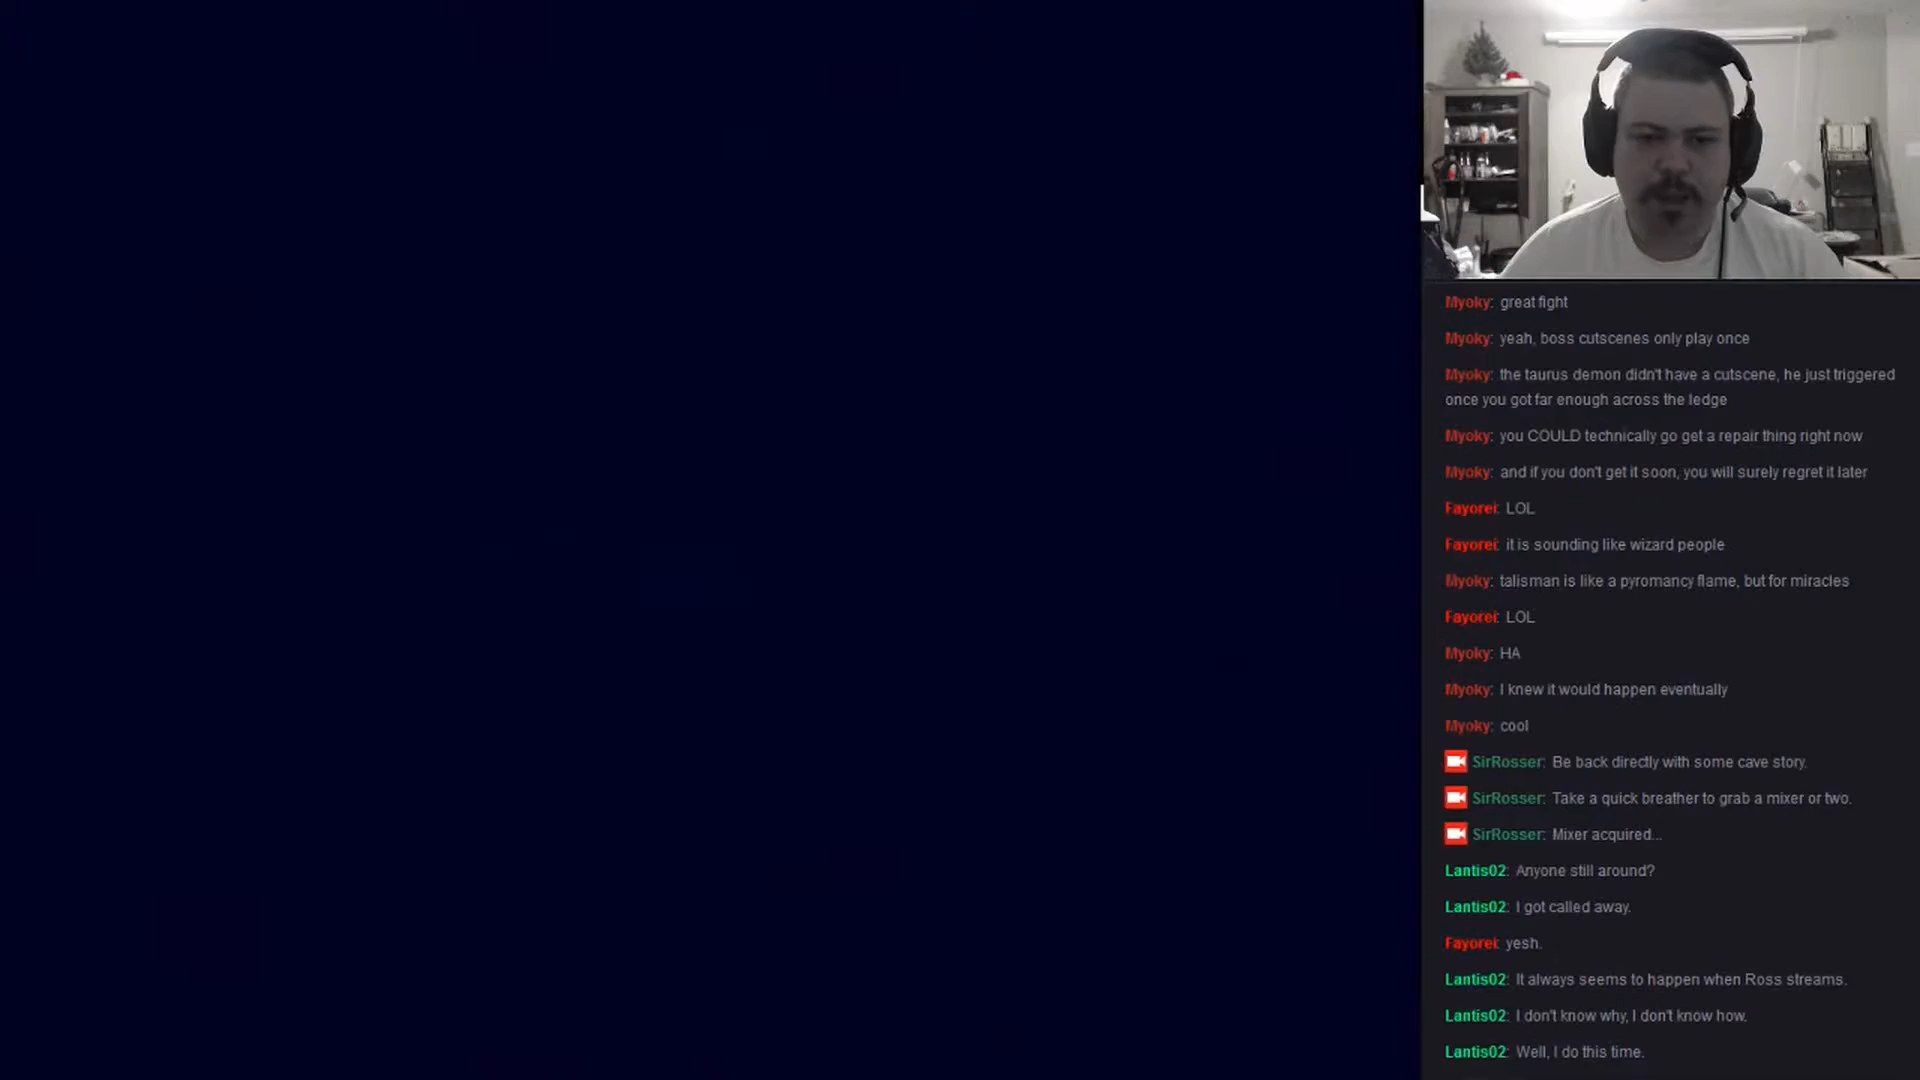 Myoky: great fight
Myoky: yeah, boss cutscenes only play once
Myoky: the taurus demon didn't have a cutscene, he just triggered
once you got far enough across the ledge
Myoky: you COULD technically go get a repair thing right now
Myoky: and if you don't get it soon, you will surely regret it later
Fayorei: LOL
Fayorei: it is sounding like wizard people
Myoky: talisman is like a pyromancy flame, but for miracles
Fayorei: LOL
Myoky: HA
Myoky: I knew it would happen eventually
Myoky: cool
SirRosser: Be back directly with some cave story.
SirRosser: Take a quick breather to grab a mixer or two.
SirRosser: Mixer acquired...
Lantis02: Anyone still around?
Lantis02: I got called away.
Fayorei: yesh.
Lantis02: It always seems to happen when Ross streams.
Lantis02: I don't know why, I don't know how.
Lantis02: Well, I do this time.